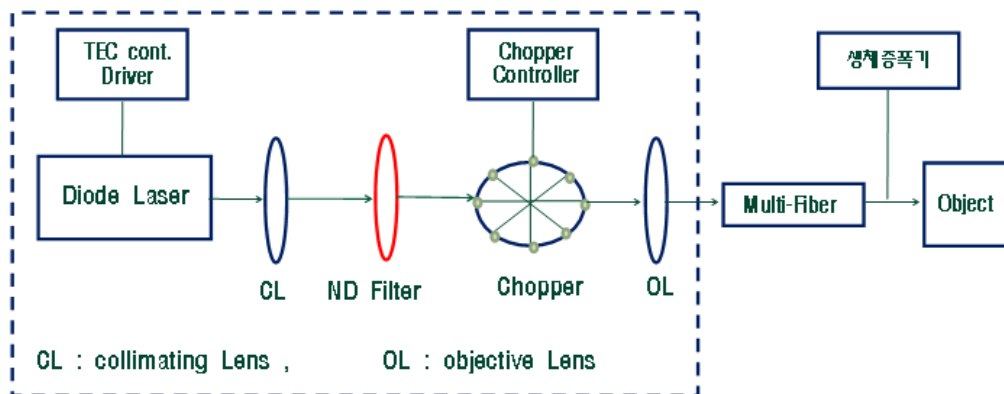 TEC cont.
Driver
Chopper
Controller
생체증폭기
Diode Laser
Multi-Fiber
Object
CL
ND Filter
Chopper
OL
CL : collimating Lens , OL : objective Lens